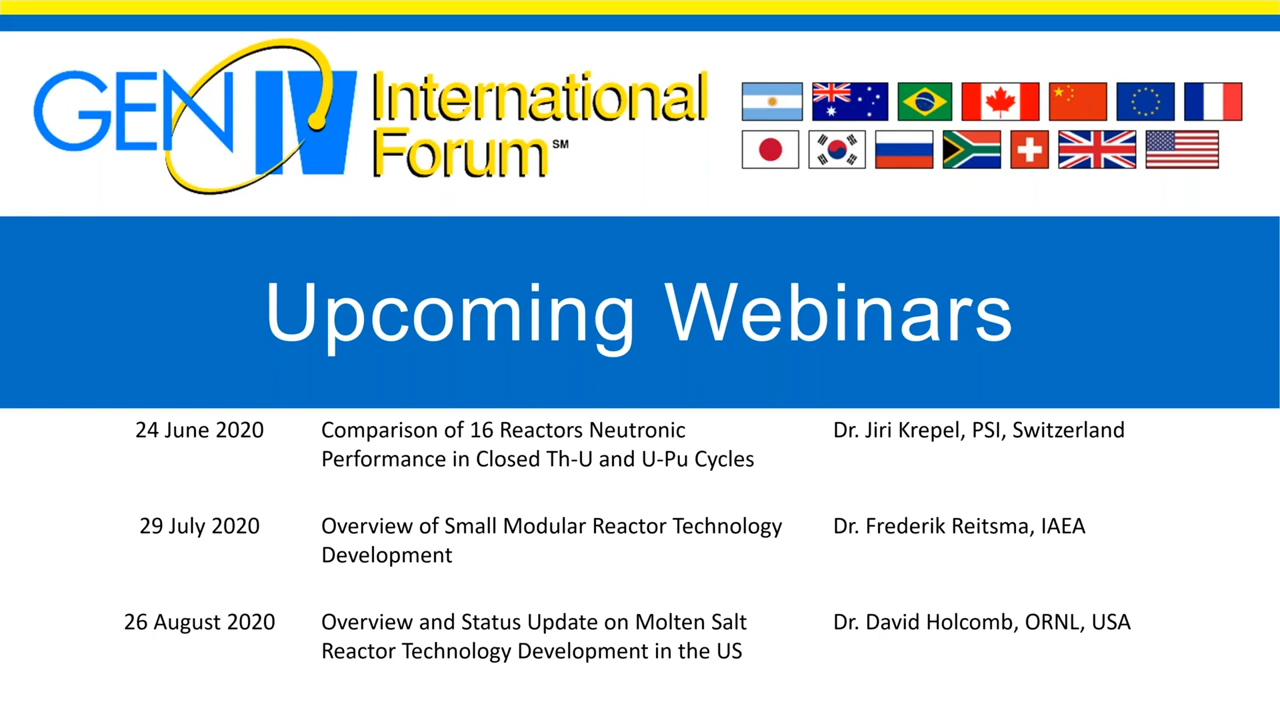 GEN IV International
Forum SM
Upcoming Webinars
24 June 2020 Comparison of 16 Reactors Neutronic Dr. Jiri Krepel, PSI, Switzerland
Performance in Closed Th-U and U-Pu Cycles
29 July 2020 Overview of Small Modular Reactor Technology Dr. Frederik Reitsma, IAEA
Development
26 August 2020 Overview and Status Update on Molten Salt Dr. David Holcomb, ORNL, USA
Reactor Technology Development in the US